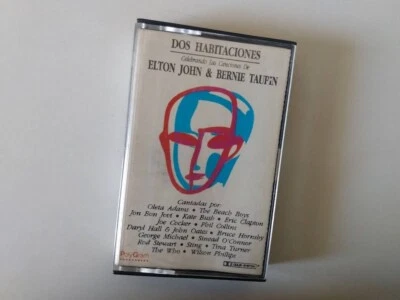 DOS HABITACIONES
Celebrando las Canciones De
ELTON JOHN & BERNIE TAUPIN
Cantadas por:
Oleta Adams • The Beach Boys
Jon Bon Jovi • Kate Bush • Eric Clapton
Joe Cocker • Phil Collins
Daryl Hall & John Oates • Bruce Hornsby
George Michael • Sinead O'Connor
Rod Stewart • Sting • Tina Turner
The Who • Wilson Phillips
PolyGram